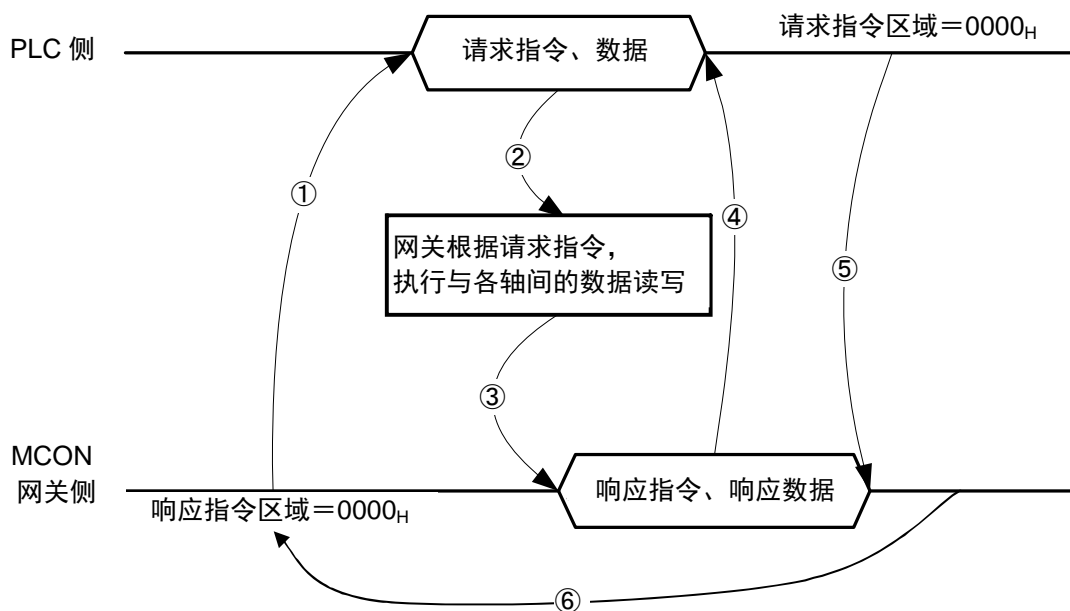 请求指令区域＝0000H
PLC 侧
请求指令、数据
①
②
④
网关根据请求指令，
执行与各轴间的数据读写
⑤
③
MCON
网关侧
响应指令、响应数据
响应指令区域＝0000H
⑥